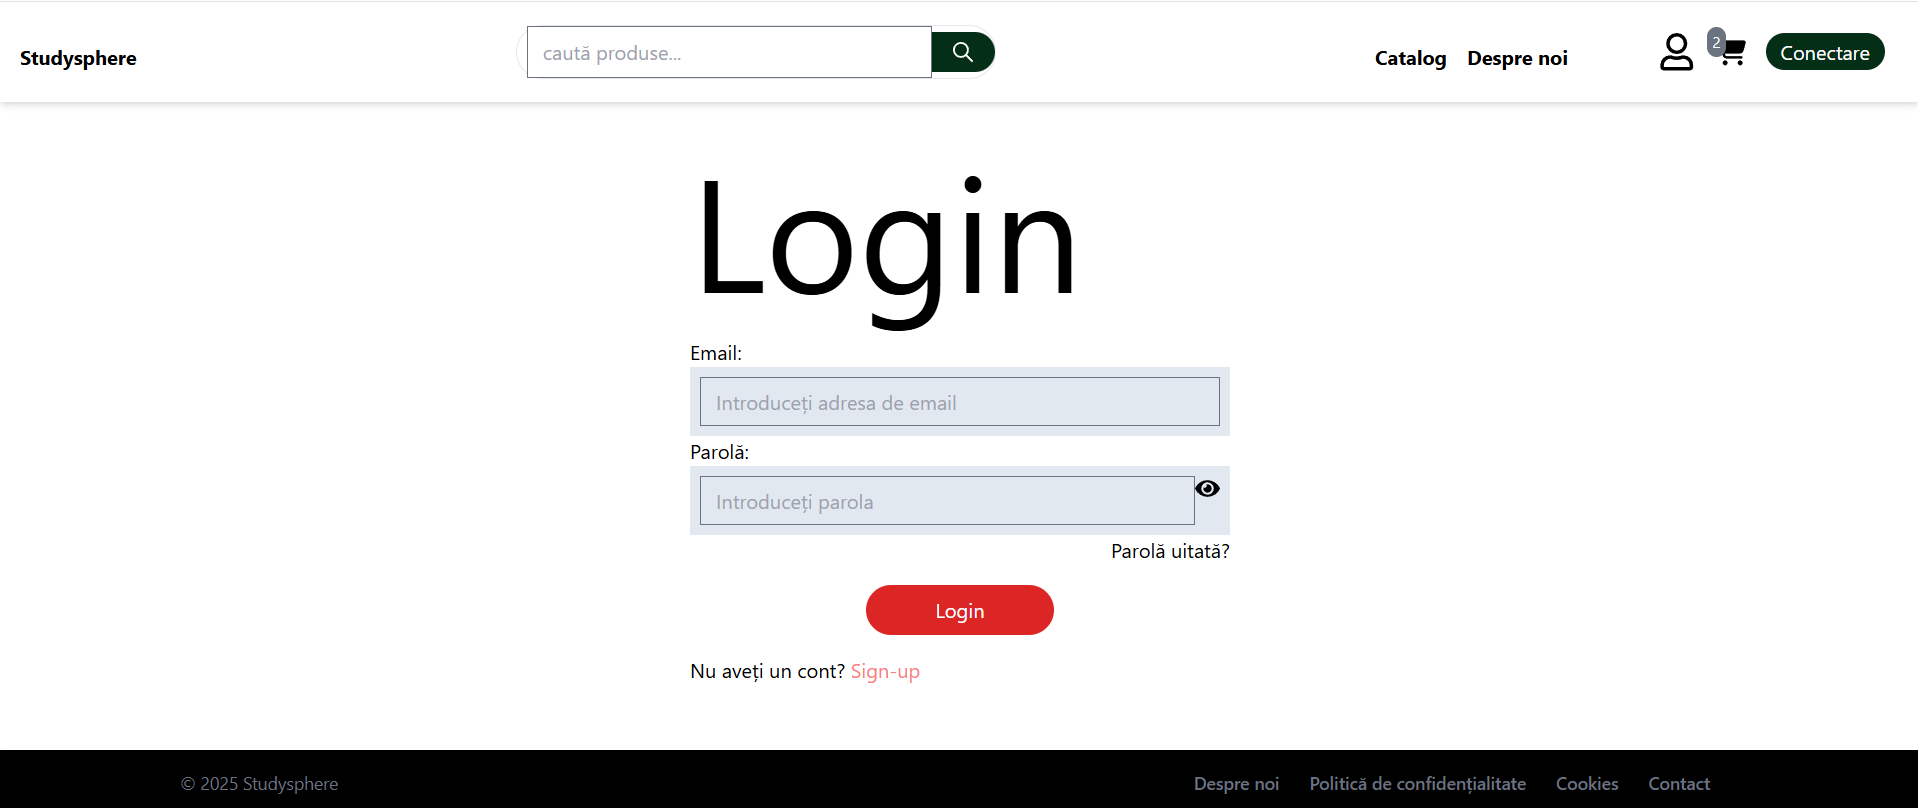 Studysphere
caută produse...
Catalog
Despre noi
2
Conectare
Login
Email:
Introduceți adresa de email
Parolă:
Introduceți parola
Parolă uitată?
Login
Nu aveți un cont? Sign-up
© 2025 Studysphere
Despre noi
Politică de confidențialitate
Cookies
Contact